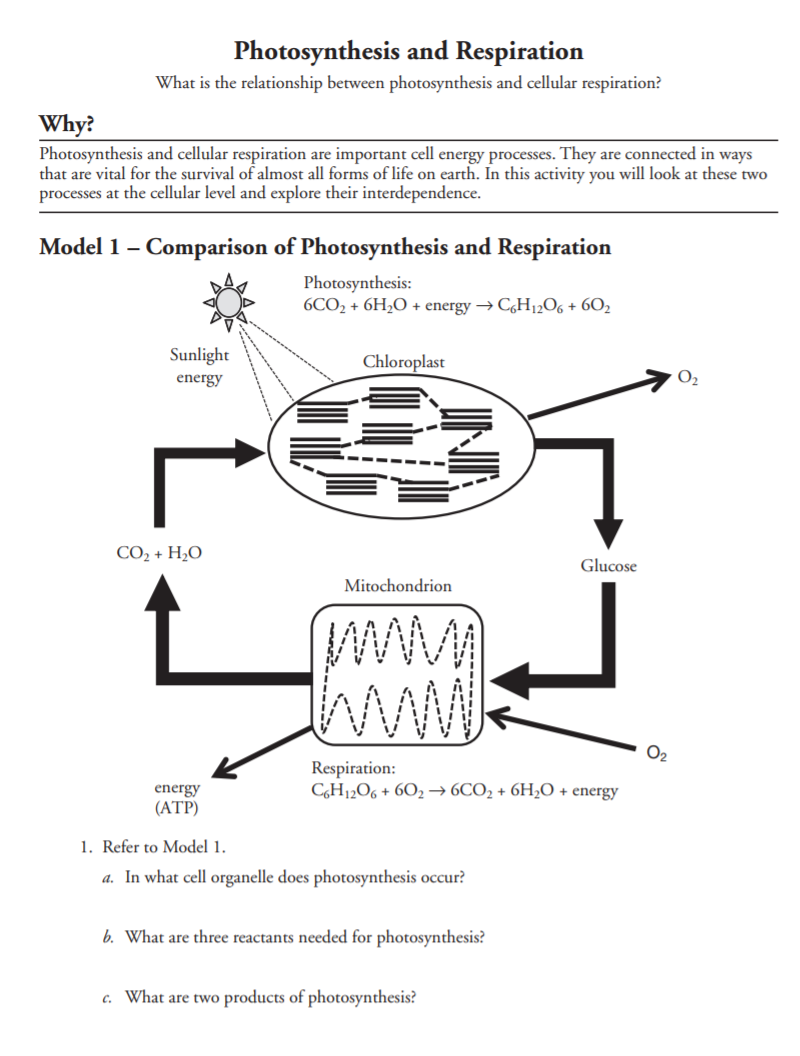 Photosynthesis and Respiration
What is the relationship between photosynthesis and cellular respiration?
Why?
Photosynthesis and cellular respiration are important cell energy processes. They are connected in ways
that are vital for the survival of almost all forms of life on earth. In this activity you will look at these two
processes at the cellular level and explore their interdependence.
Model 1 – Comparison of Photosynthesis and Respiration
Photosynthesis:
6CO₂ + 6H₂O + energy → C₆H₁₂O₆ + 6O₂
Sunlight
energy
Chloroplast
O₂
CO₂ + H₂O
Glucose
Mitochondrion
O₂
energy
(ATP)
Respiration:
C₆H₁₂O₆ + 6O₂ → 6CO₂ + 6H₂O + energy
1. Refer to Model 1.
a. In what cell organelle does photosynthesis occur?
b. What are three reactants needed for photosynthesis?
c. What are two products of photosynthesis?